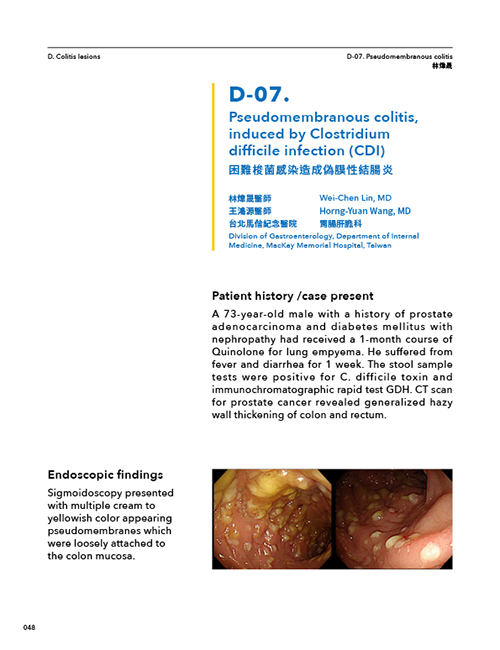 D. Colitis lesions
D-07. Pseudomembranous colitis
林煒晟
D-07.
Pseudomembranous colitis,
induced by Clostridium
difficile infection (CDI)
困難梭菌感染造成偽膜性結腸炎
林煒晟醫師 Wei-Chen Lin, MD
王鴻源醫師 Horng-Yuan Wang, MD
台北馬偕紀念醫院 胃腸肝膽科
Division of Gastroenterology, Department of Internal
Medicine, MacKay Memorial Hospital, Taiwan
Patient history /case present
A 73-year-old male with a history of prostate
adenocarcinoma and diabetes mellitus with
nephropathy had received a 1-month course of
Quinolone for lung empyema. He suffered from
fever and diarrhea for 1 week. The stool sample
tests were positive for C. difficile toxin and
immunochromatographic rapid test GDH. CT scan
for prostate cancer revealed generalized hazy
wall thickening of colon and rectum.
Endoscopic findings
Sigmoidoscopy presented
with multiple cream to
yellowish color appearing
pseudomembranes which
were loosely attached to
the colon mucosa.
048